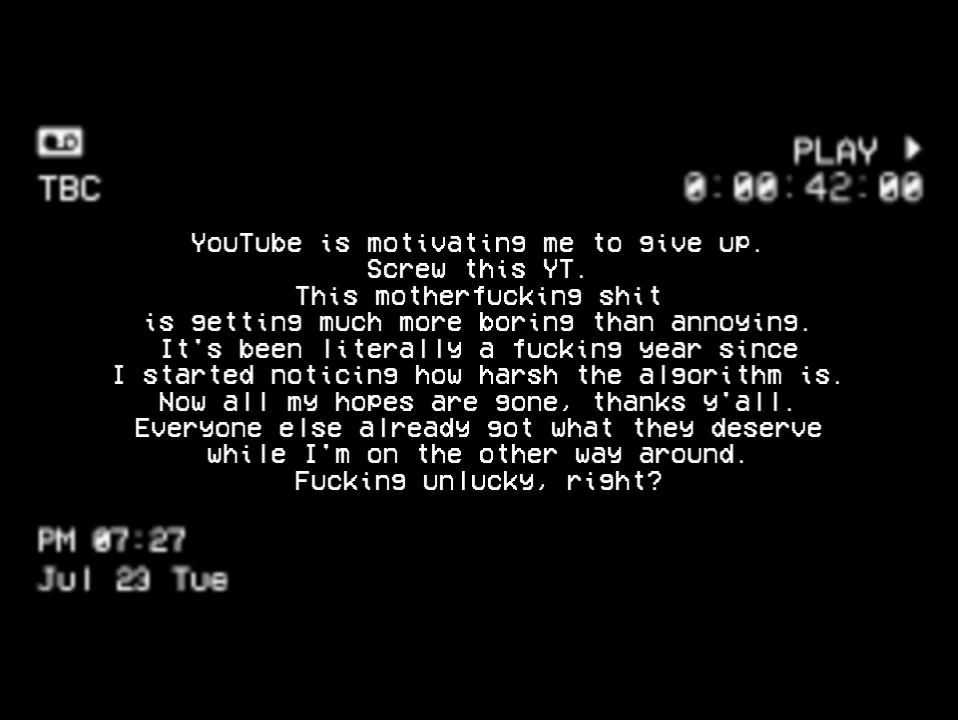 PLAY
TBC
0:00:42:00
YouTube is motivating me to give up.
Screw this YT.
This motherfucking shit
is getting much more boring than annoying.
It's been literally a fucking year since
I started noticing how harsh the algorithm is.
Now all my hopes are gone, thanks y'all.
Everyone else already got what they deserve
while I'm on the other way around.
Fucking unlucky, right?
PM 07:27
Jul 23 Tue